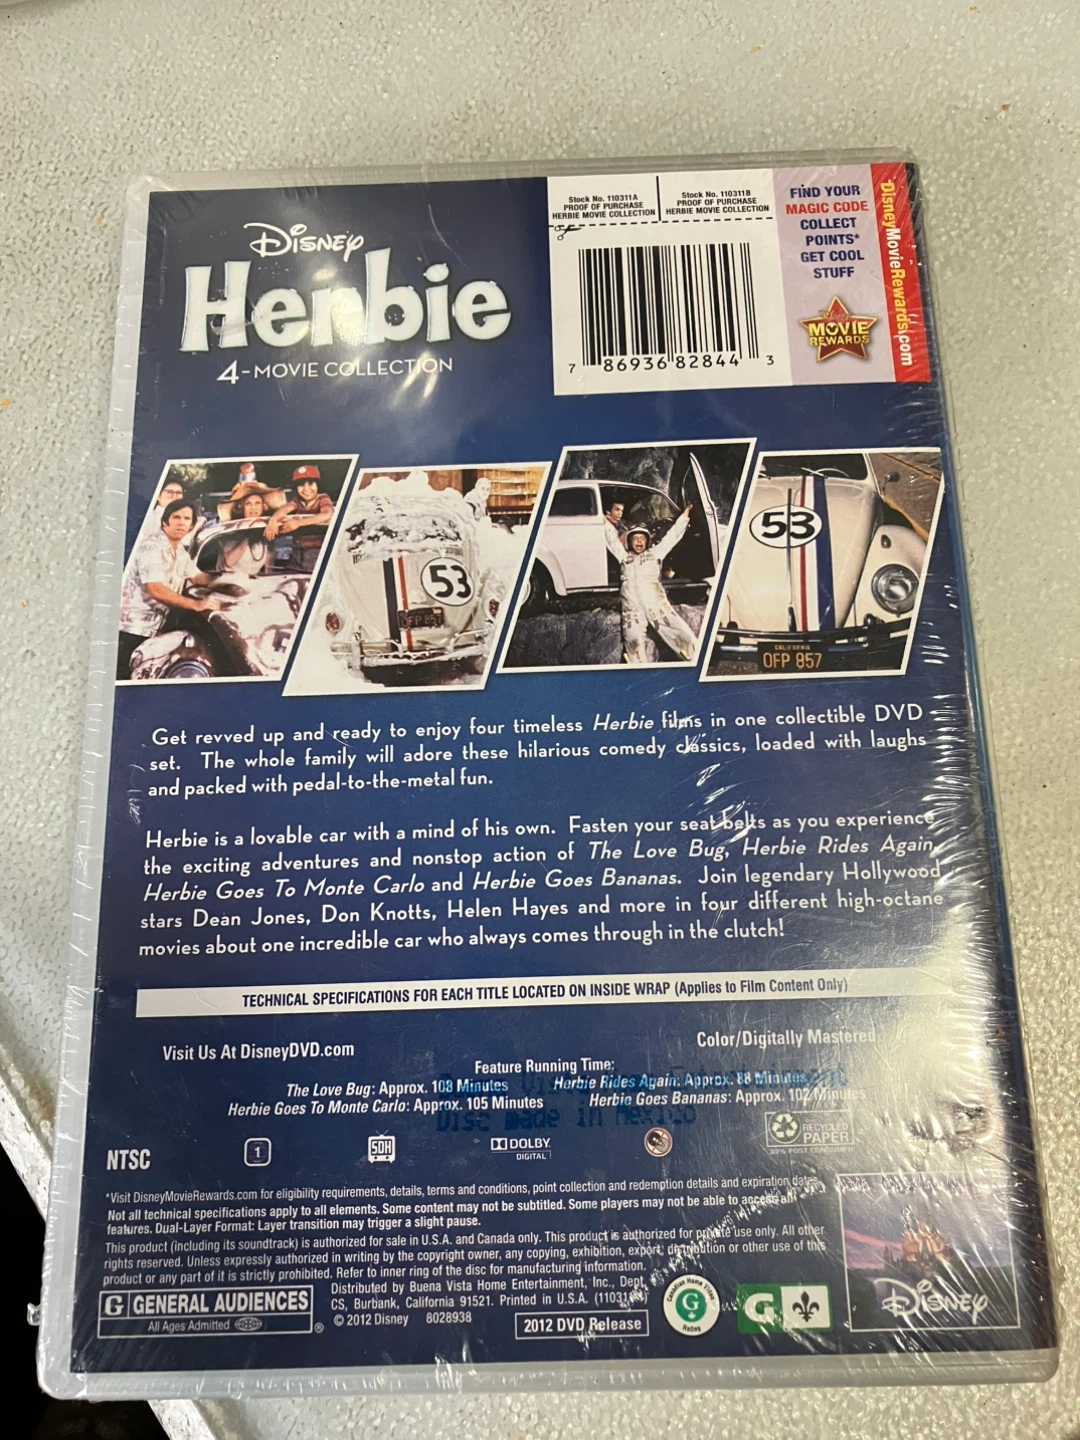 Disney
Herbie
4-MOVIE COLLECTION
Stock No. 110311A
PROOF OF PURCHASE
HERBIE MOVIE COLLECTION
Stock No. 110311B
PROOF OF PURCHASE
HERBIE MOVIE COLLECTION
7 86936 82844 3
FIND YOUR
MAGIC CODE
COLLECT
POINTS*
GET COOL
STUFF
MOVIE
REWARDS
DisneyMovieRewards.com
53
OFP 857
53
CALIFORNIA
OFP 857
Get revved up and ready to enjoy four timeless Herbie films in one collectible DVD
set. The whole family will adore these hilarious comedy classics, loaded with laughs
and packed with pedal-to-the-metal fun.
Herbie is a lovable car with a mind of his own. Fasten your seat belts as you experience
the exciting adventures and nonstop action of The Love Bug, Herbie Rides Again,
Herbie Goes To Monte Carlo and Herbie Goes Bananas. Join legendary Hollywood
stars Dean Jones, Don Knotts, Helen Hayes and more in four different high-octane
movies about one incredible car who always comes through in the clutch!
TECHNICAL SPECIFICATIONS FOR EACH TITLE LOCATED ON INSIDE WRAP (Applies to Film Content Only)
Visit Us At DisneyDVD.com
Color/Digitally Mastered
Feature Running Time:
The Love Bug: Approx. 108 Minutes Herbie Rides Again: Approx. 88 Minutes
Herbie Goes To Monte Carlo: Approx. 105 Minutes Herbie Goes Bananas: Approx. 102 Minutes
Disc made in Mexico
NTSC
1
SDH
DOLBY
DIGITAL
RECYCLED
PAPER
30% POST CONSUMER
*Visit DisneyMovieRewards.com for eligibility requirements, details, terms and conditions, point collection and redemption details and expiration dates.
Not all technical specifications apply to all elements. Some content may not be subtitled. Some players may not be able to access all
features. Dual-Layer Format: Layer transition may trigger a slight pause.
This product (including its soundtrack) is authorized for sale in U.S.A. and Canada only. This product is authorized for private use only. All other
rights reserved. Unless expressly authorized in writing by the copyright owner, any copying, exhibition, export, distribution or other use of this
product or any part of it is strictly prohibited. Refer to inner ring of the disc for manufacturing information.
G GENERAL AUDIENCES
All Ages Admitted
®
Distributed by Buena Vista Home Entertainment, Inc., Dept.
CS, Burbank, California 91521. Printed in U.S.A.
© 2012 Disney 8028938
2012 DVD Release
Canadian Home Video
G
Rating
G
Disney